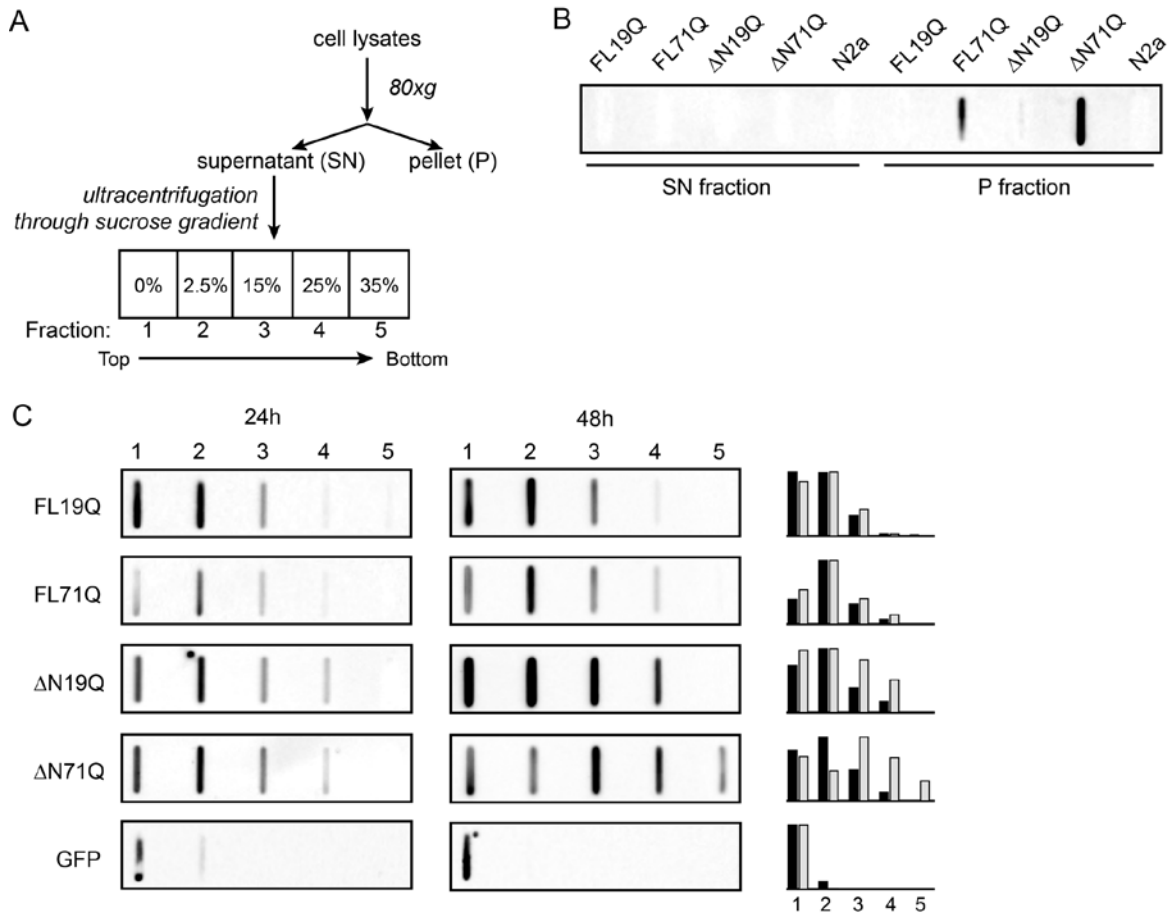 A
cell lysates
80xg
supernatant (SN) pellet (P)
ultracentrifugation
through sucrose gradient
0% 2.5% 15% 25% 35%
Fraction: 1 2 3 4 5
Top Bottom
B
FL19Q FL71Q ΔN19Q ΔN71Q N2a FL19Q FL71Q ΔN19Q ΔN71Q N2a
SN fraction P fraction
C
24h 48h
1 2 3 4 5 1 2 3 4 5
FL19Q
FL71Q
ΔN19Q
ΔN71Q
GFP
1 2 3 4 5